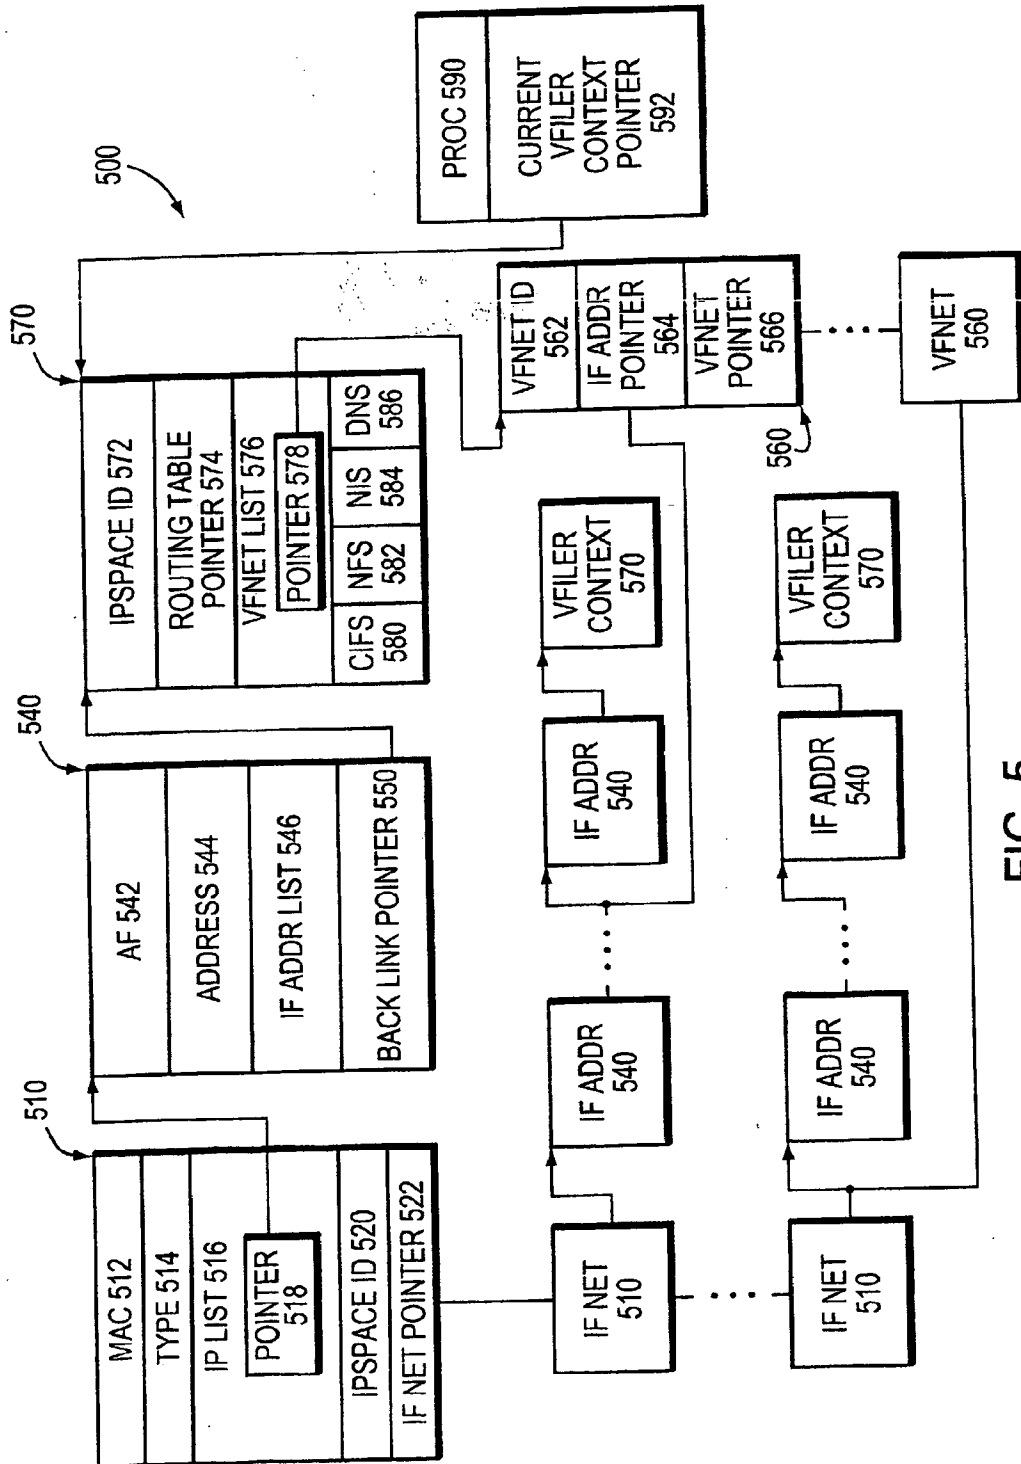 500
510
MAC 512
TYPE 514
IP LIST 516
POINTER
518
IPSPACE ID 520
IF NET POINTER 522
540
AF 542
ADDRESS 544
IF ADDR LIST 546
BACK LINK POINTER 550
570
IPSPACE ID 572
ROUTING TABLE
POINTER 574
VFNET LIST 576
POINTER 578
CIFS
580
NFS
582
NIS
584
DNS
586
PROC 590
CURRENT
VFILER
CONTEXT
POINTER
592
VFNET ID
562
IF ADDR
POINTER
564
VFNET
POINTER
566
560
VFNET
560
IF NET
510
IF ADDR
540
IF ADDR
540
VFILER
CONTEXT
570
IF NET
510
IF ADDR
540
IF ADDR
540
VFILER
CONTEXT
570
FIG. 5